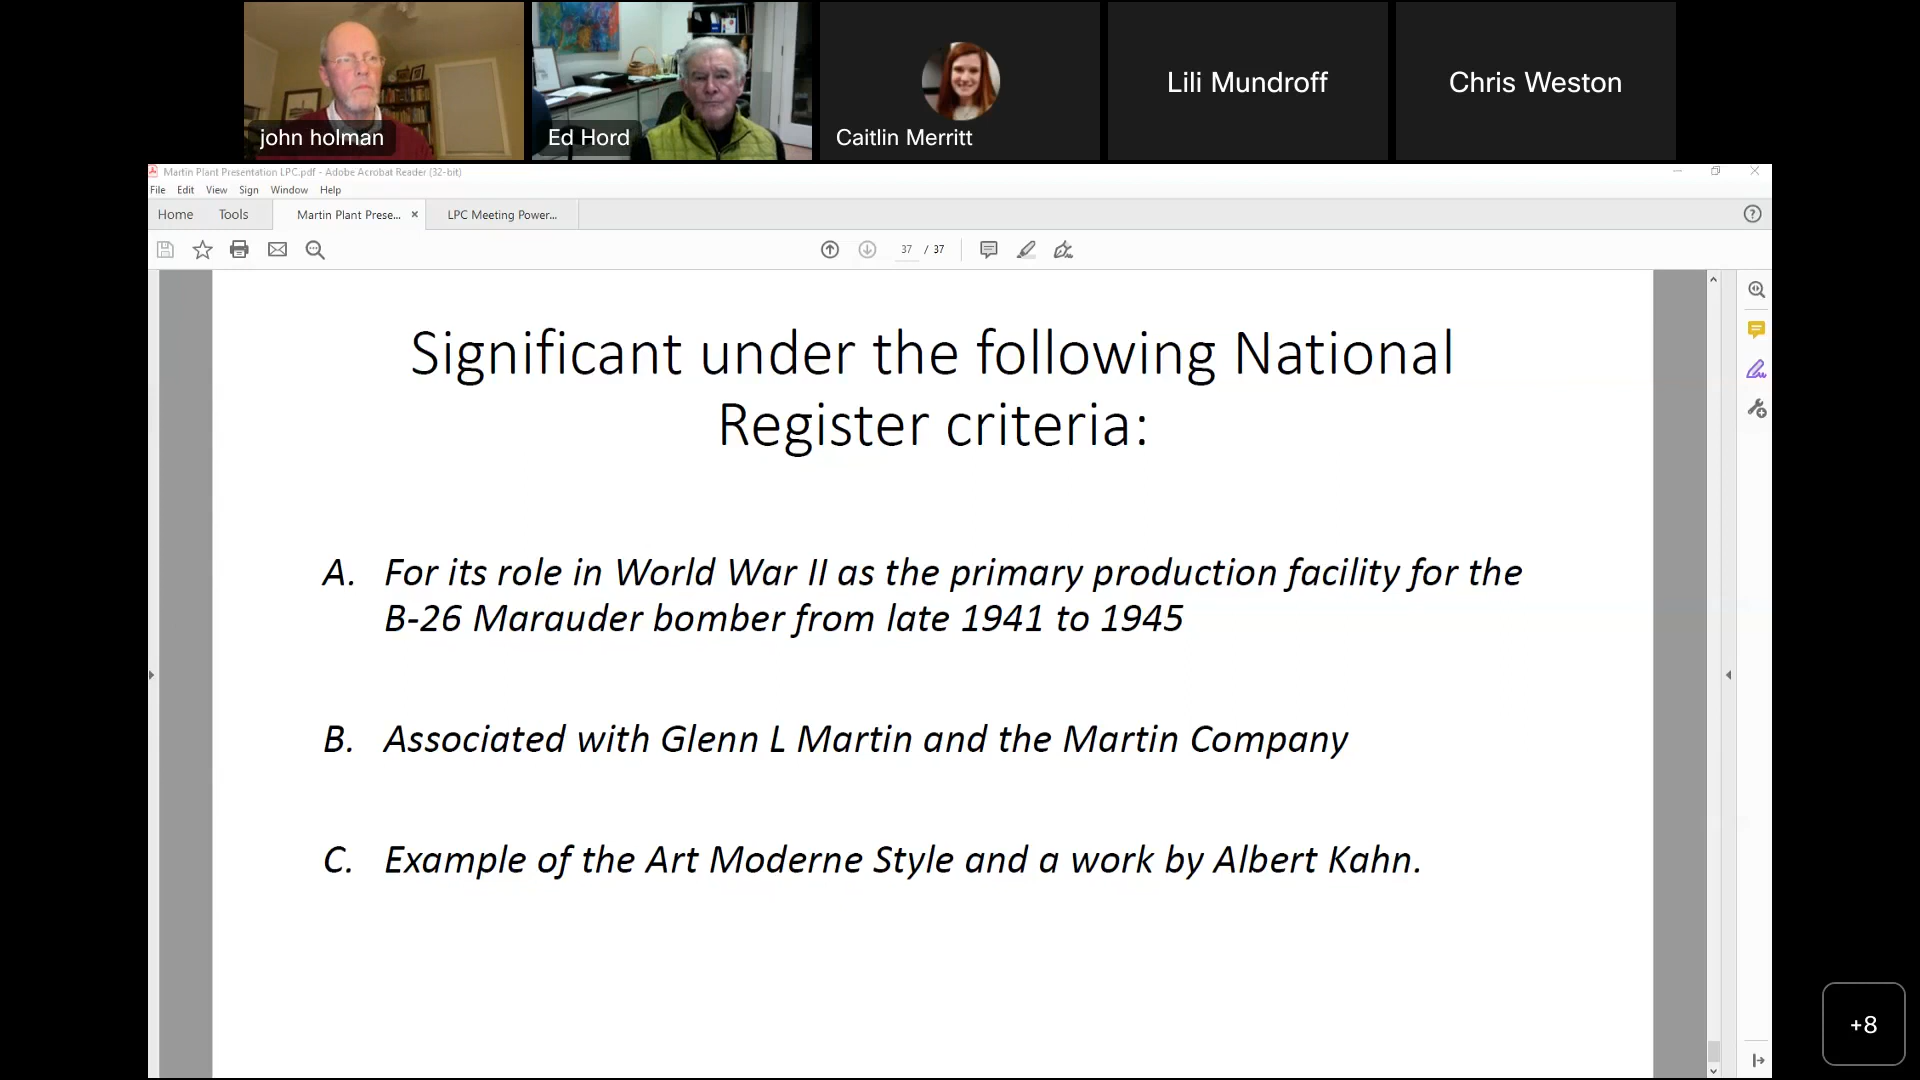 john holman
Ed Hord
Caitlin Merritt
Lili Mundroff
Chris Weston
Martin Plant Presentation LPC.pdf - Adobe Acrobat Reader (32-bit)
File Edit View Sign Window Help
Home Tools Martin Plant Prese... × LPC Meeting Power...
37 / 37
Significant under the following National
Register criteria:
A. For its role in World War II as the primary production facility for the
B-26 Marauder bomber from late 1941 to 1945
B. Associated with Glenn L Martin and the Martin Company
C. Example of the Art Moderne Style and a work by Albert Kahn.
+8